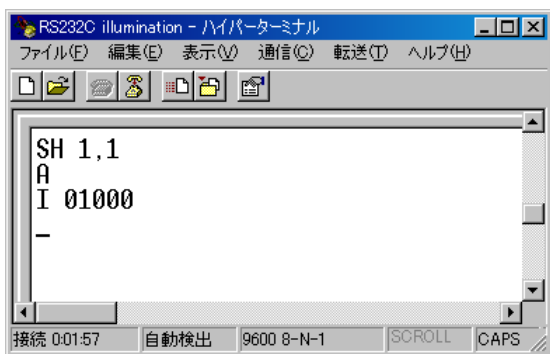 RS232C illumination - ハイパーターミナル
ファイル(F) 編集(E) 表示(V) 通信(C) 転送(T) ヘルプ(H)
SH 1,1
A
I 01000
_
接続 0:01:57 自動検出 9600 8-N-1 SCROLL CAPS